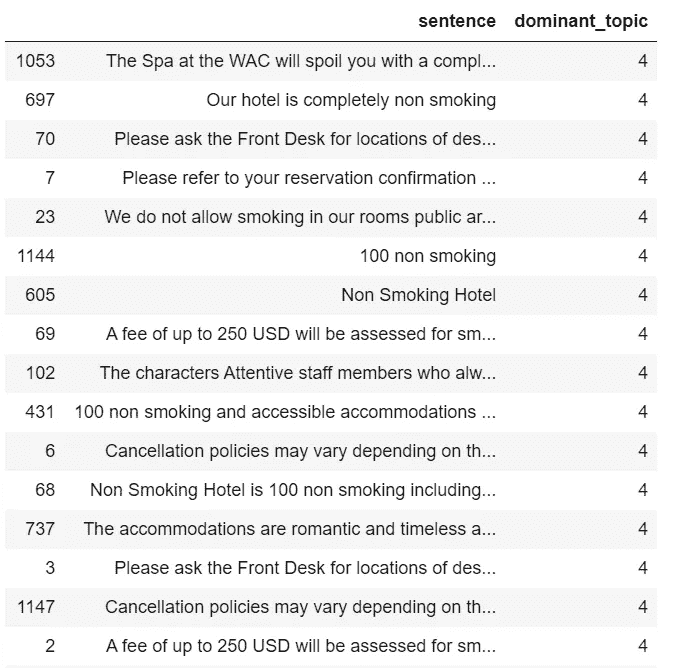 sentence dominant_topic
1053 The Spa at the WAC will spoil you with a compl... 4
697 Our hotel is completely non smoking 4
70 Please ask the Front Desk for locations of des... 4
7 Please refer to your reservation confirmation ... 4
23 We do not allow smoking in our rooms public ar... 4
1144 100 non smoking 4
605 Non Smoking Hotel 4
69 A fee of up to 250 USD will be assessed for sm... 4
102 The characters Attentive staff members who alw... 4
431 100 non smoking and accessible accommodations ... 4
6 Cancellation policies may vary depending on th... 4
68 Non Smoking Hotel is 100 non smoking including... 4
737 The accommodations are romantic and timeless a... 4
3 Please ask the Front Desk for locations of des... 4
1147 Cancellation policies may vary depending on th... 4
2 A fee of up to 250 USD will be assessed for sm... 4